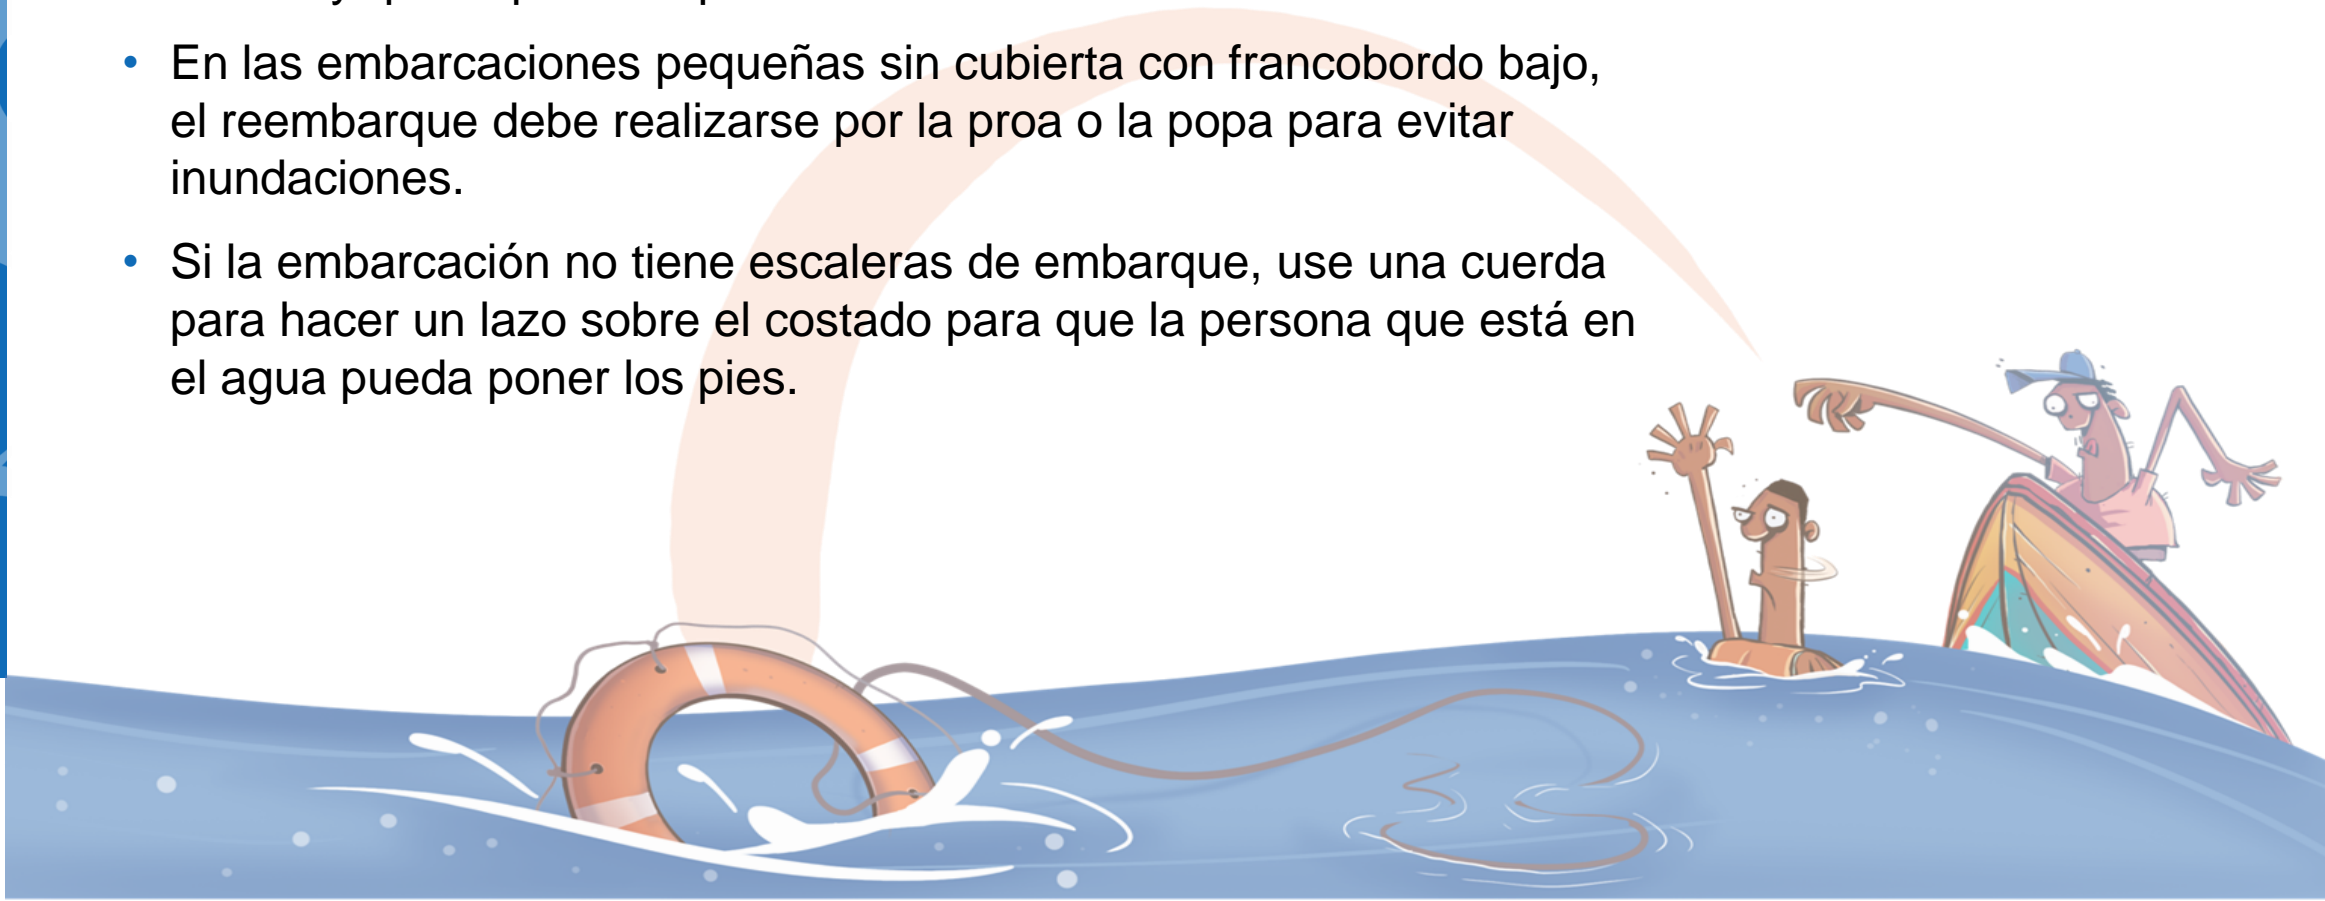 • En las embarcaciones pequeñas sin cubierta con francobordo bajo,
el reembarque debe realizarse por la proa o la popa para evitar
inundaciones.
• Si la embarcación no tiene escaleras de embarque, use una cuerda
para hacer un lazo sobre el costado para que la persona que está en
el agua pueda poner los pies.